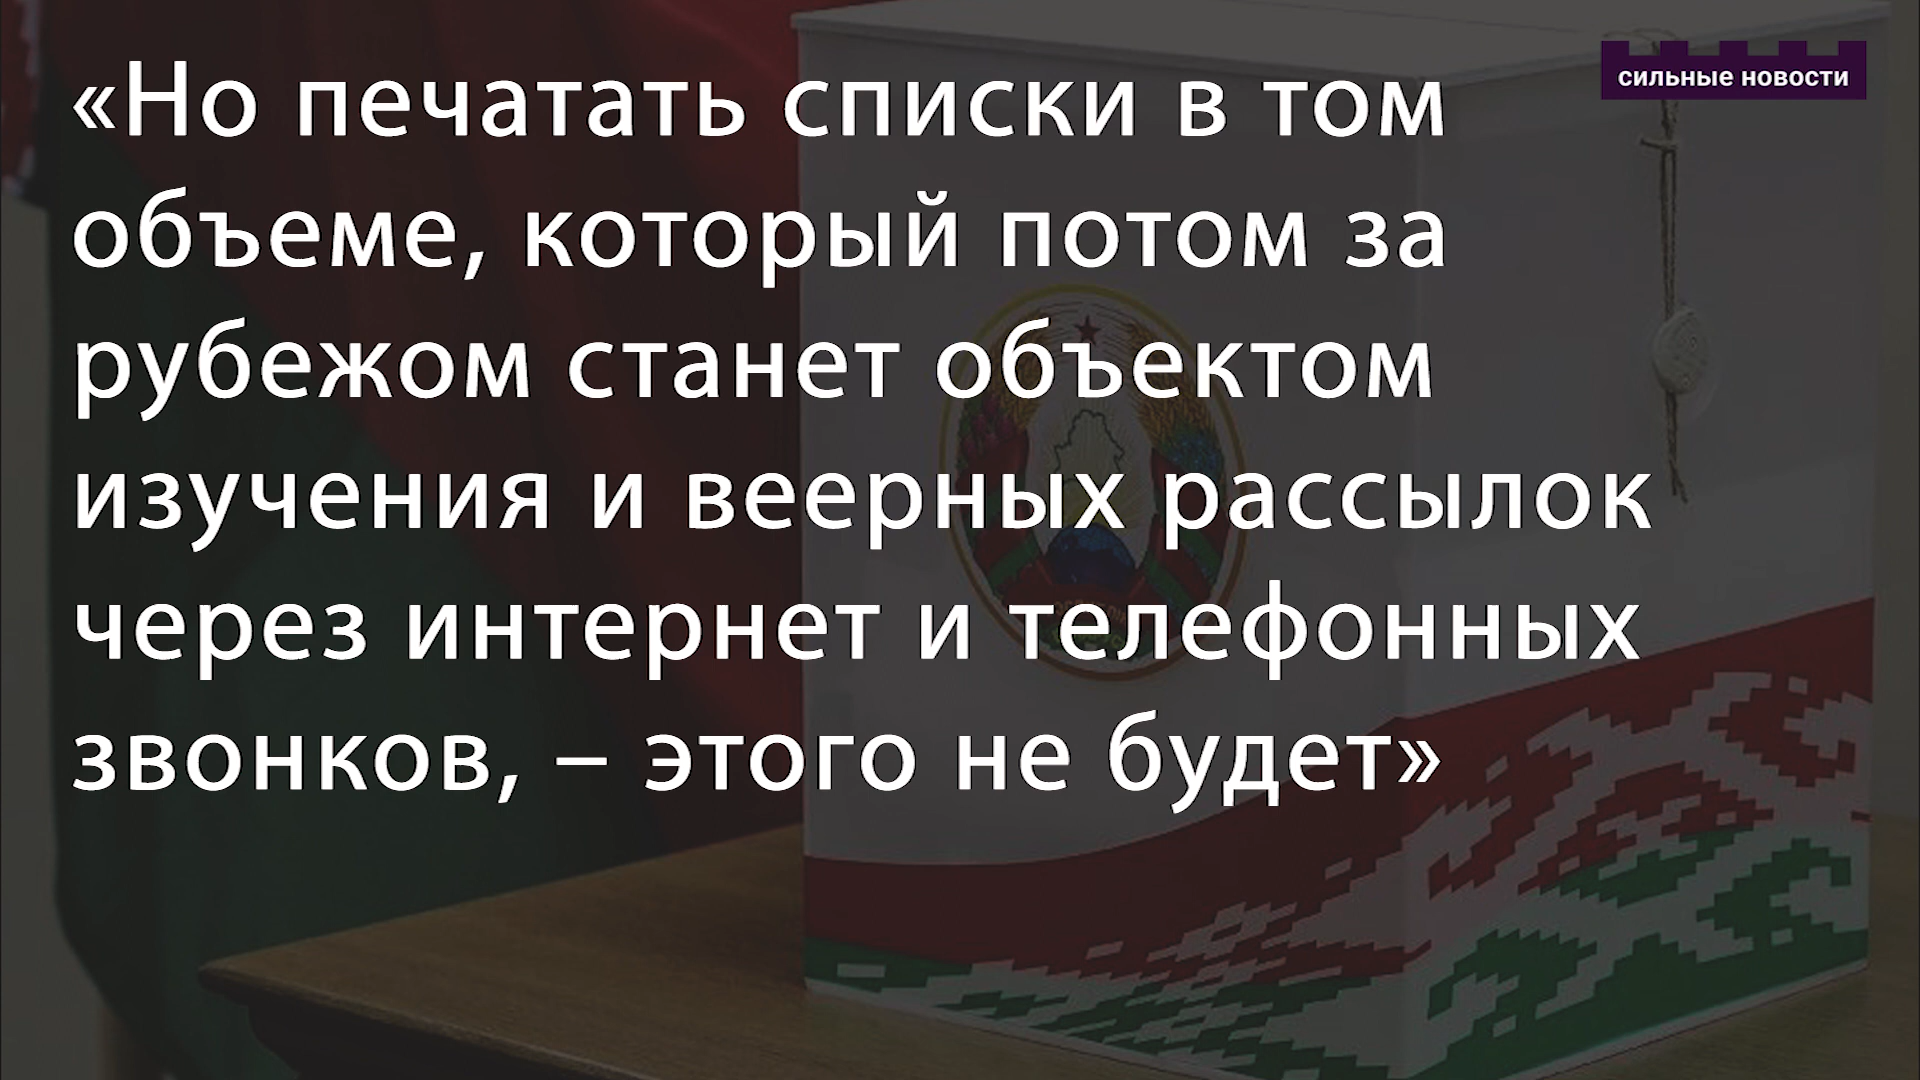 сильные новости
«Но печатать списки в том
объеме, который потом за
рубежом станет объектом
изучения и веерных рассылок
через интернет и телефонных
звонков, – этого не будет»